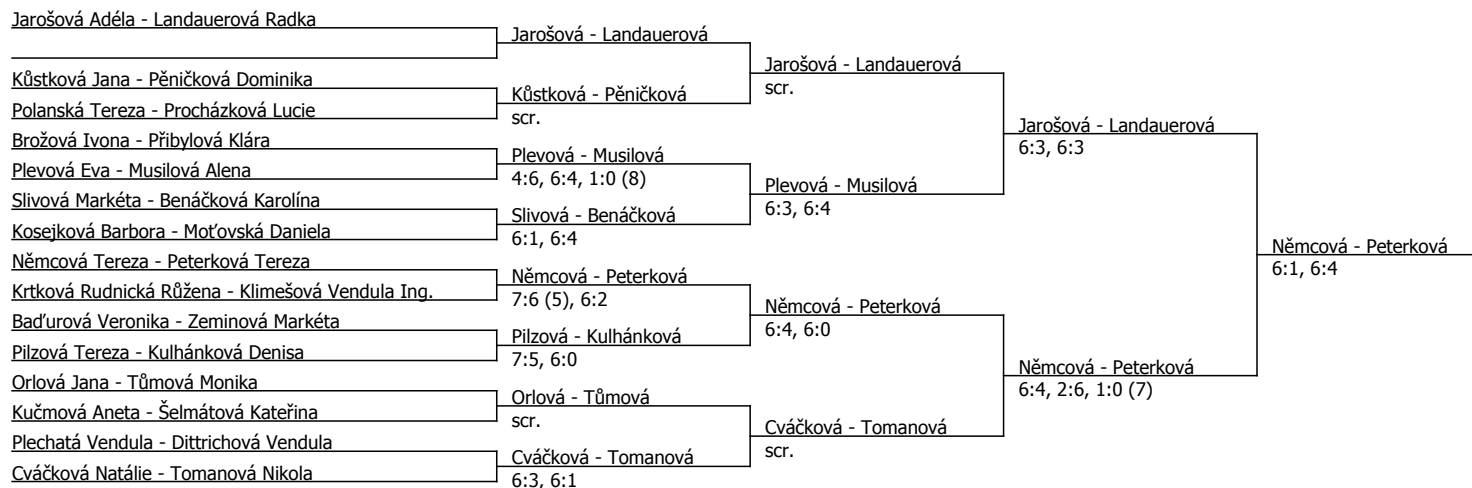 Jarošová Adéla - Landauerová Radka
Kůstková Jana - Pěničková Dominika
Polanská Tereza - Procházková Lucie
Brožová Ivona - Přibylová Klára
Plevová Eva - Musilová Alena
Slivová Markéta - Benáčková Karolína
Kosejková Barbora - Moťovská Daniela
Němcová Tereza - Peterková Tereza
Krtková Rudnická Růžena - Klimešová Vendula Ing.
Baďurová Veronika - Zeminová Markéta
Pilzová Tereza - Kulhánková Denisa
Orlová Jana - Tůmová Monika
Kučmová Aneta - Šelmátová Kateřina
Plechatá Vendula - Dittrichová Vendula
Cváčková Natálie - Tomanová Nikola
Jarošová - Landauerová
Kůstková - Pěničková
scr.
Plevová - Musilová
4:6, 6:4, 1:0 (8)
Slivová - Benáčková
6:1, 6:4
Němcová - Peterková
7:6 (5), 6:2
Pilzová - Kulhánková
7:5, 6:0
Orlová - Tůmová
scr.
Cváčková - Tomanová
6:3, 6:1
Jarošová - Landauerová
scr.
Plevová - Musilová
6:3, 6:4
Němcová - Peterková
6:4, 6:0
Cváčková - Tomanová
scr.
Jarošová - Landauerová
6:3, 6:3
Němcová - Peterková
6:4, 2:6, 1:0 (7)
Němcová - Peterková
6:1, 6:4